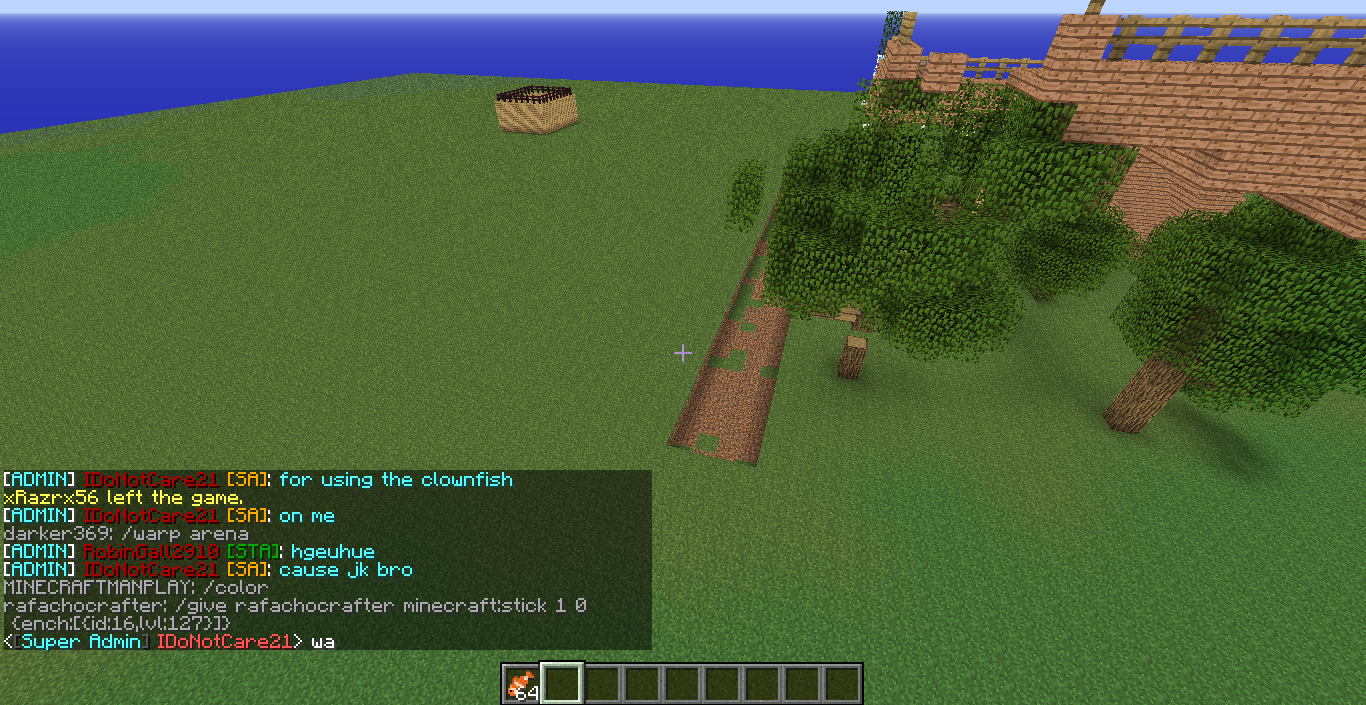 [ADMIN] IDoNotCare21 [SA]: for using the clownfish
xRazrx56 left the game.
[ADMIN] IDoNotCare21 [SA]: on me
darker369: /warp arena
[ADMIN] RobinGall2910 [STA]: hgeuhue
[ADMIN] IDoNotCare21 [SA]: cause jk bro
MINECRAFTMANPLAY: /color
rafachocrafter: /give rafachocrafter minecraft:stick 1 0
{ench:[{id:16,lvl:127}]}
<[Super Admin] IDoNotCare21> wa
64